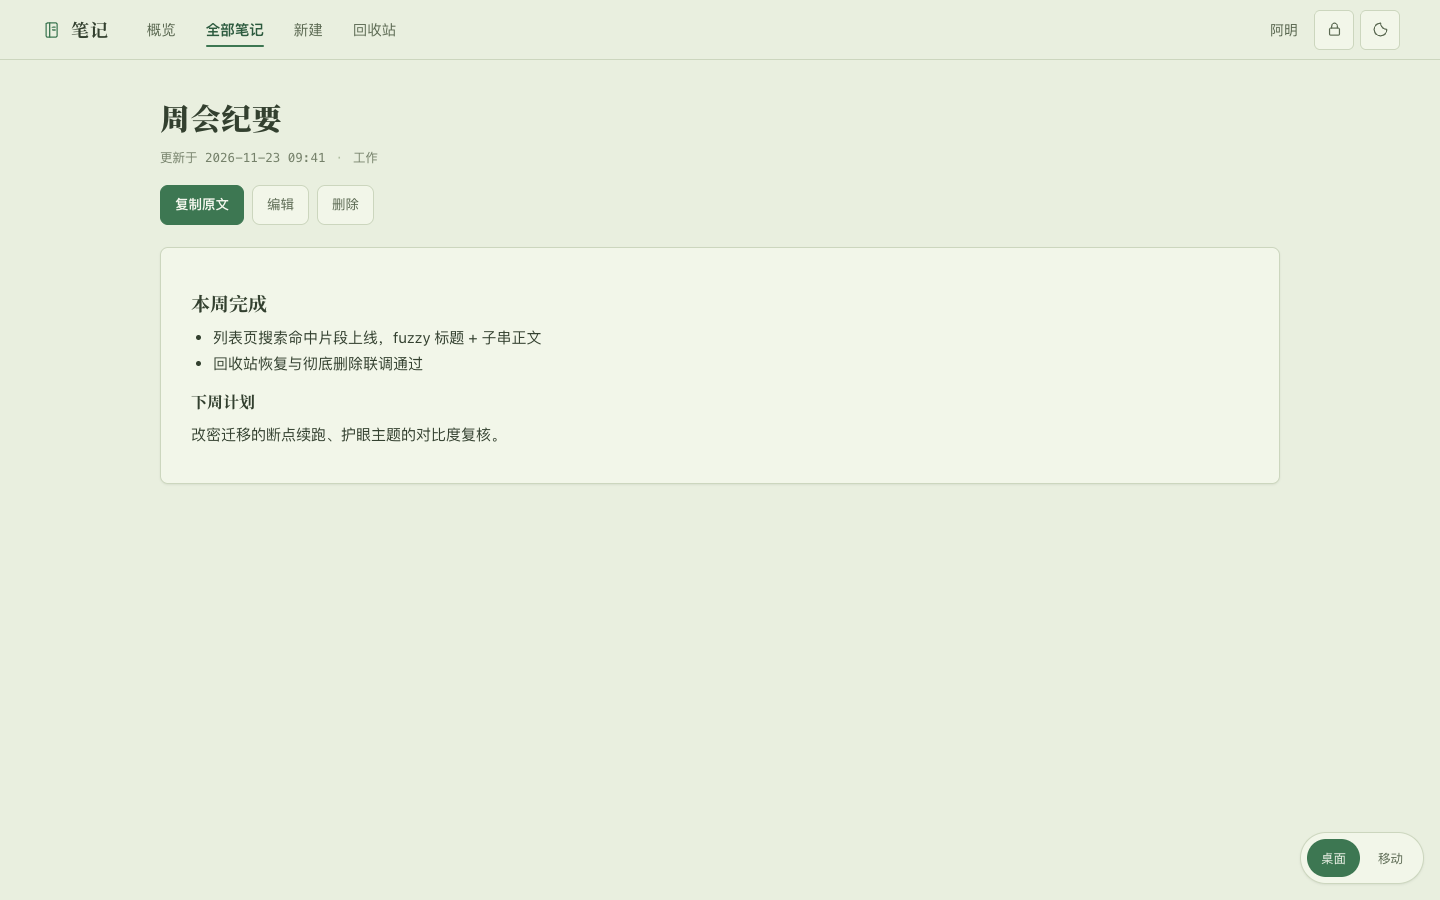 笔记 概览 全部笔记 新建 回收站 阿明
周会纪要
更新于 2026-11-23 09:41 · 工作
复制原文 编辑 删除
本周完成
• 列表页搜索命中片段上线，fuzzy 标题 + 子串正文
• 回收站恢复与彻底删除联调通过
下周计划
改密迁移的断点续跑、护眼主题的对比度复核。
桌面 移动